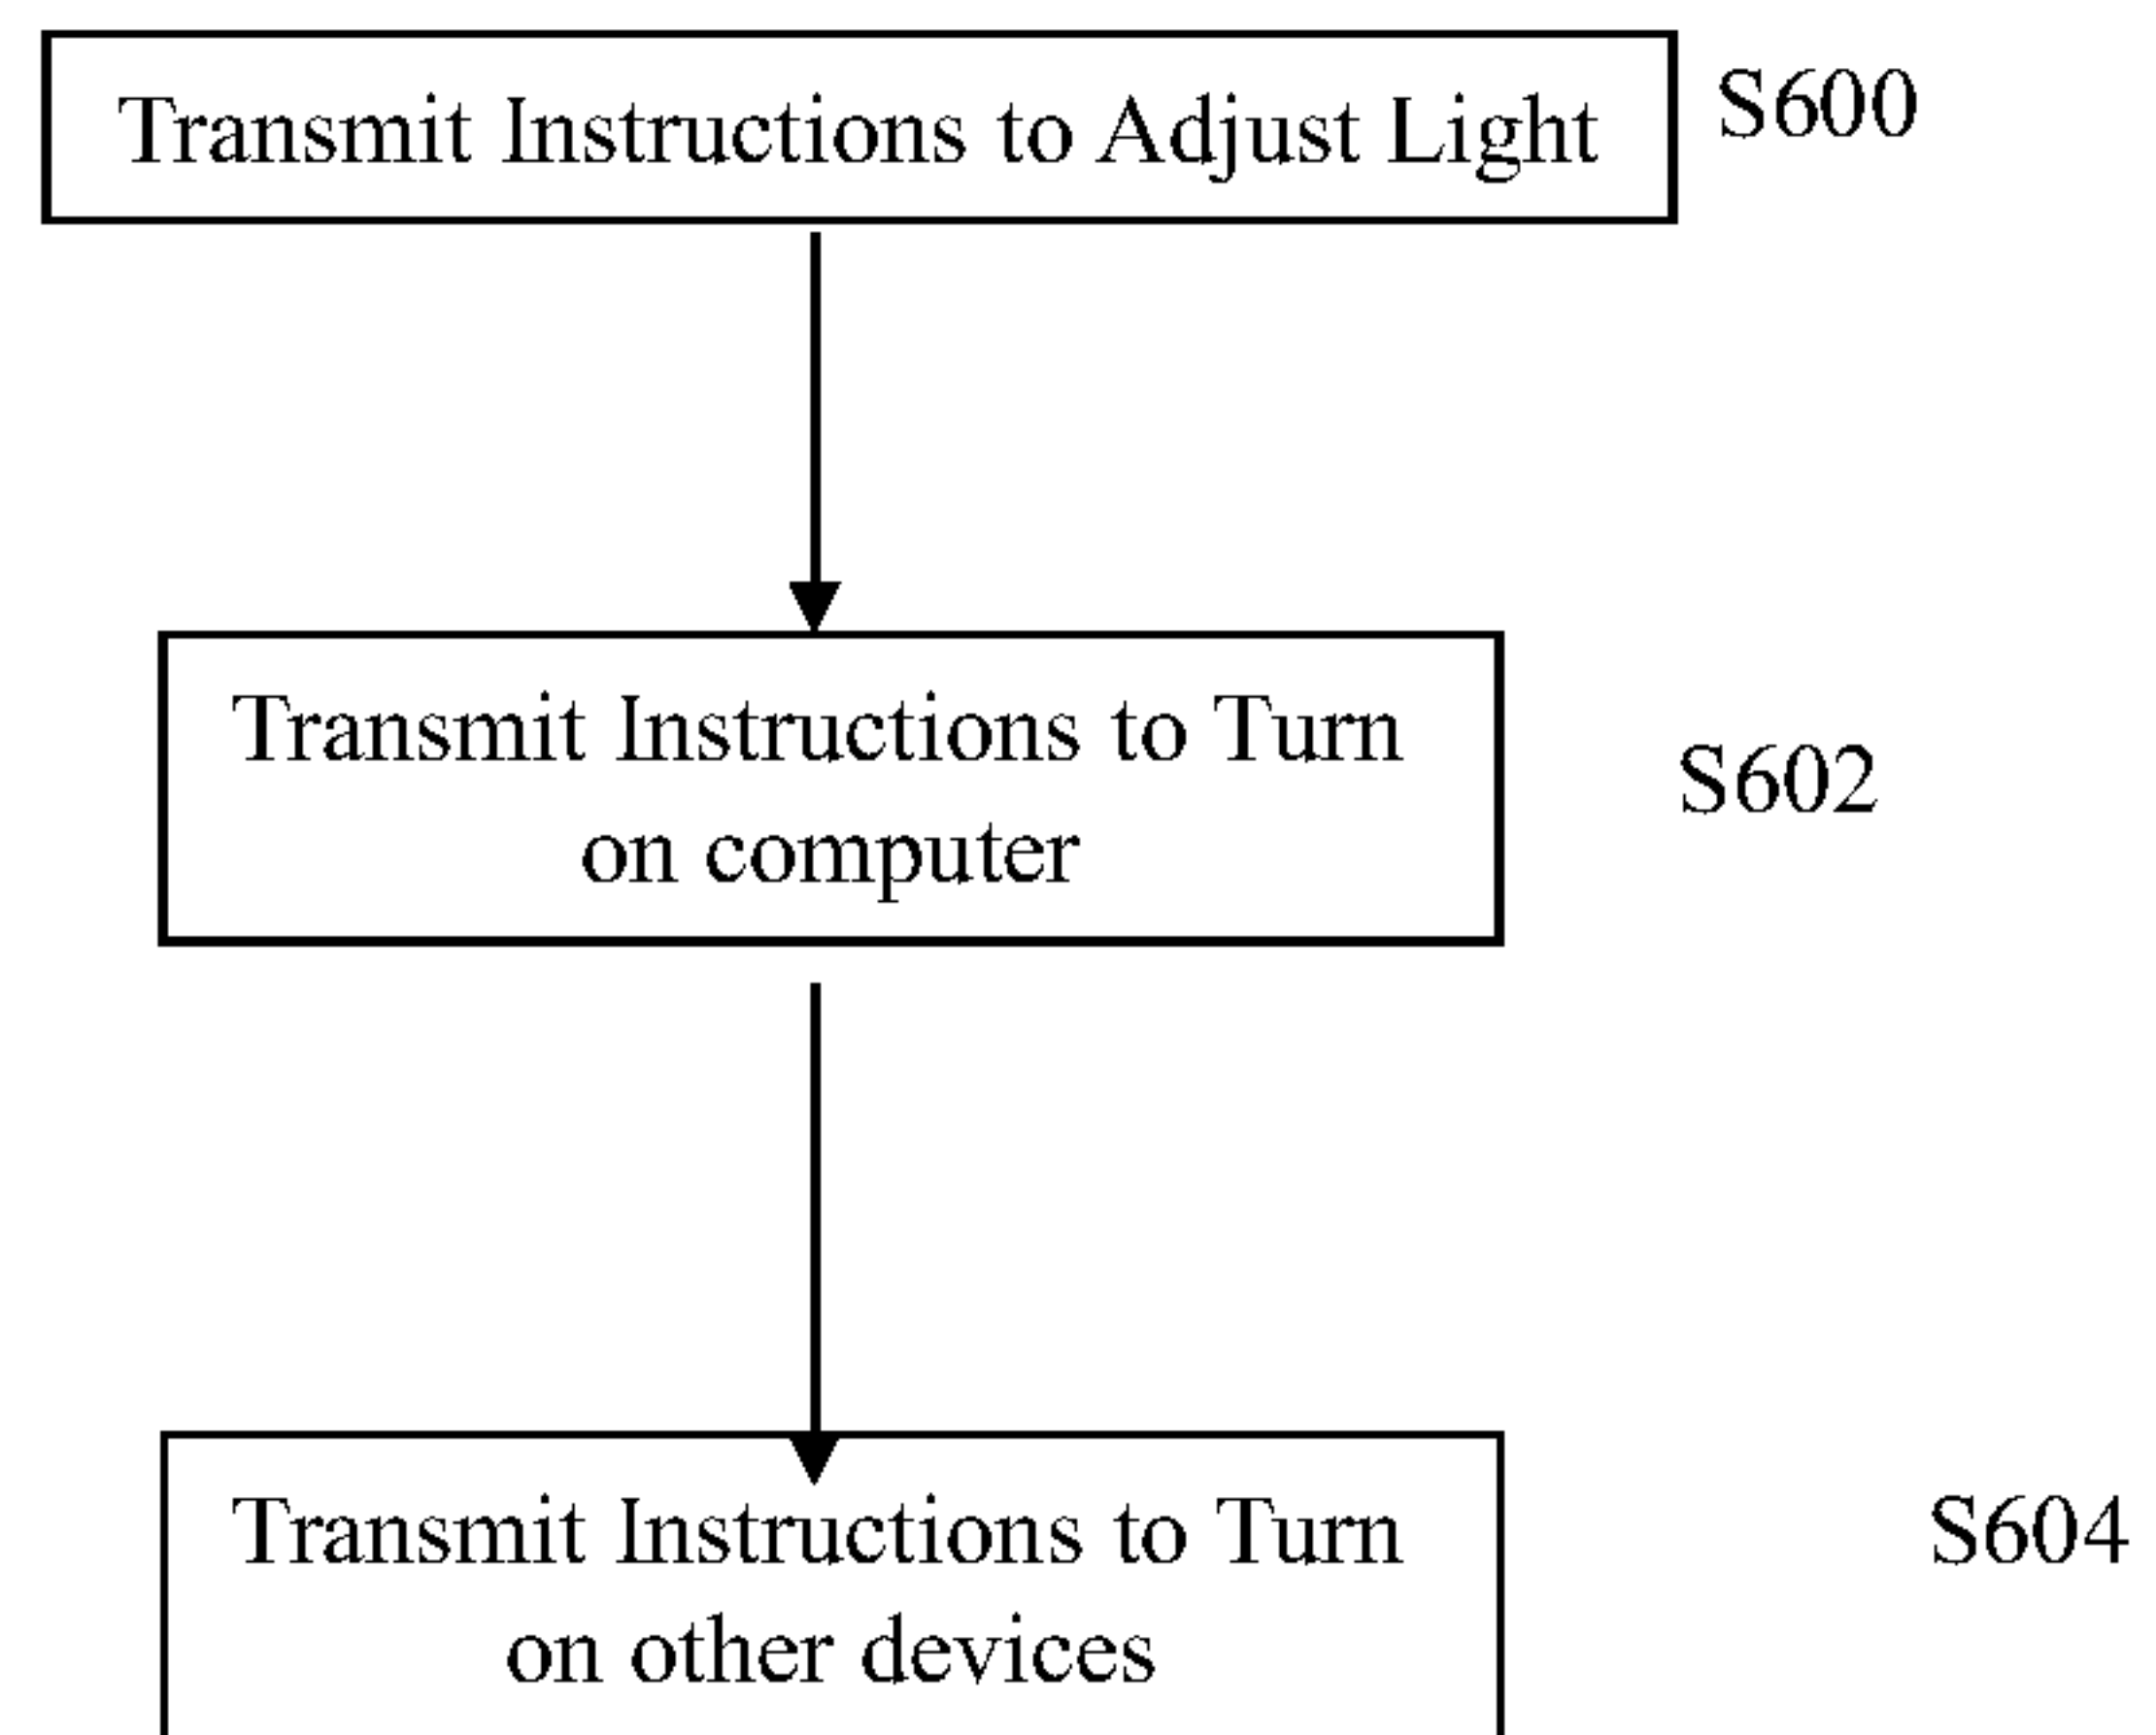 Transmit Instructions to Adjust Light
S600
Transmit Instructions to Turn
on computer
S602
Transmit Instructions to Turn
on other devices
S604